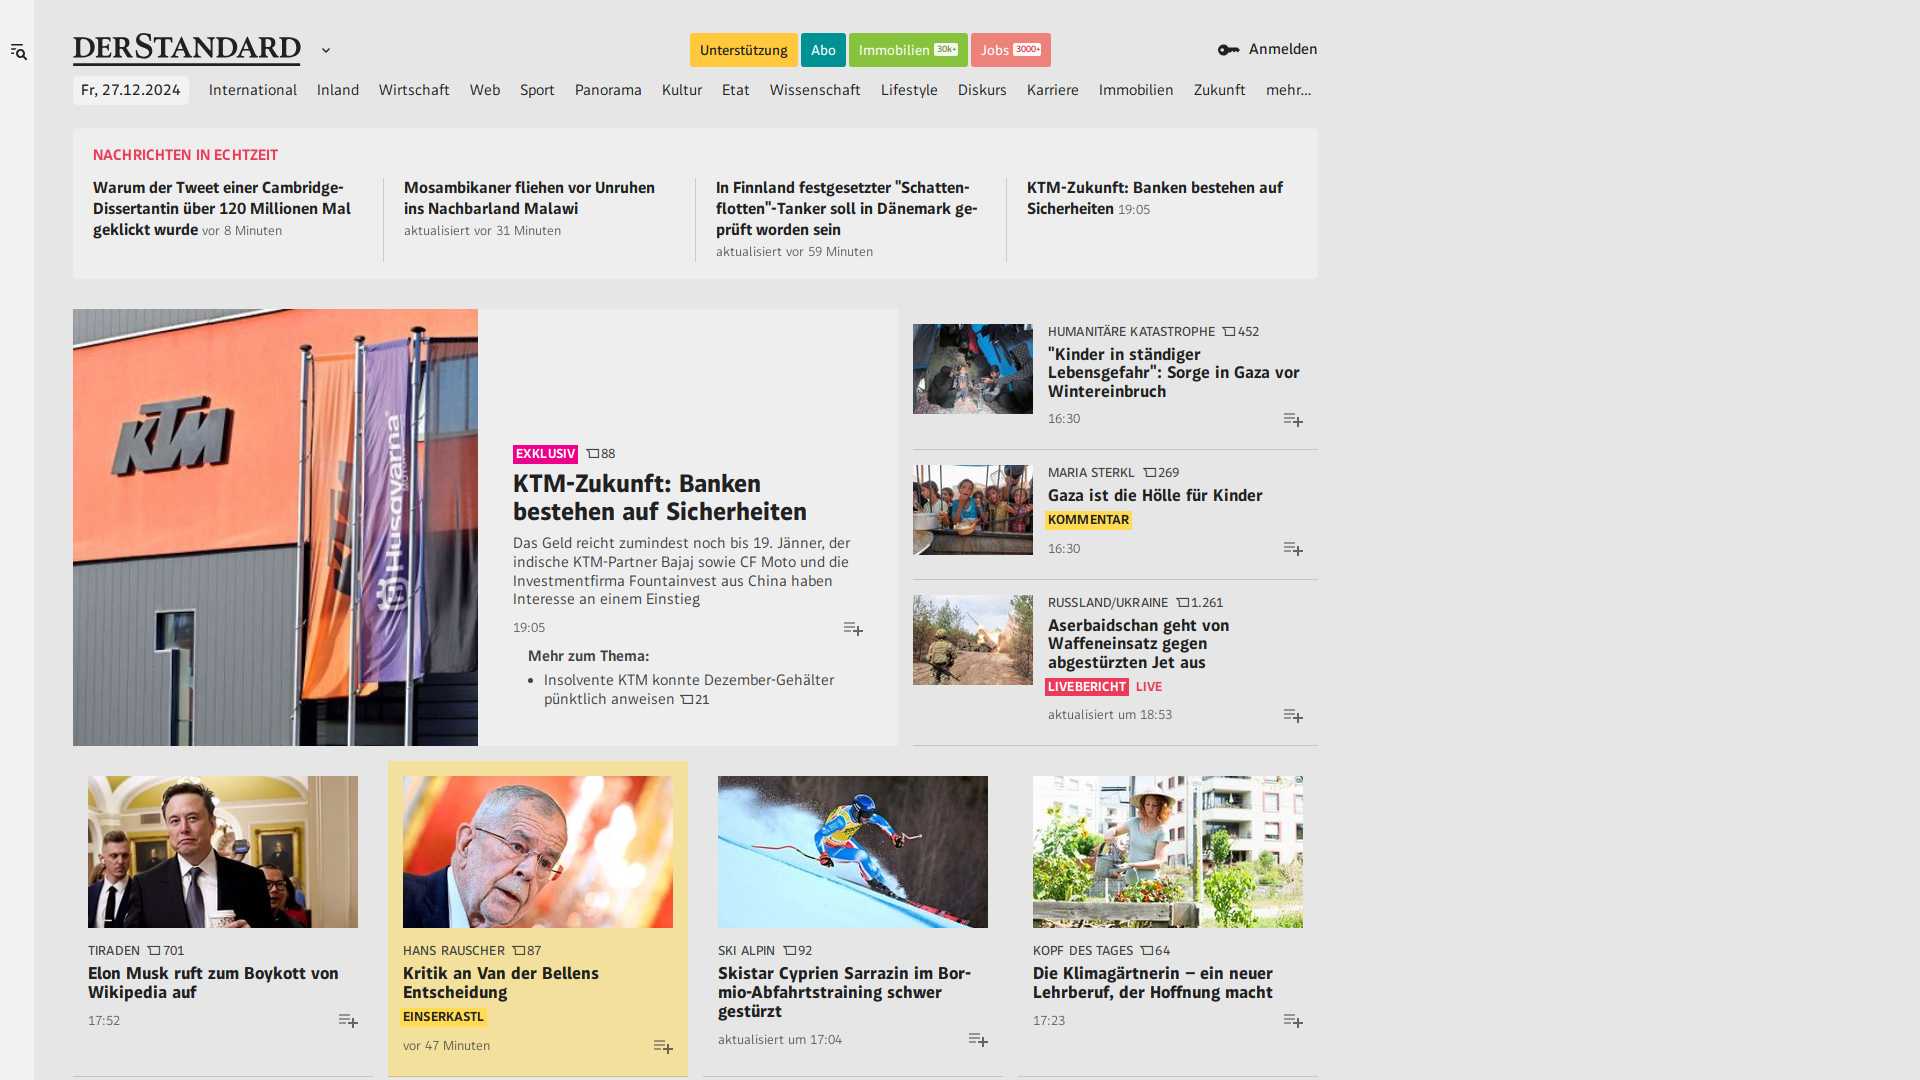 DERSTANDARD
Unterstützung
Abo
Immobilien 30k+
Jobs 3000+
Anmelden
Fr, 27.12.2024
International
Inland
Wirtschaft
Web
Sport
Panorama
Kultur
Etat
Wissenschaft
Lifestyle
Diskurs
Karriere
Immobilien
Zukunft
mehr...
NACHRICHTEN IN ECHTZEIT
Warum der Tweet einer Cambridge-
Dissertantin über 120 Millionen Mal
geklickt wurde vor 8 Minuten
Mosambikaner fliehen vor Unruhen
ins Nachbarland Malawi
aktualisiert vor 31 Minuten
In Finnland festgesetzter "Schatten-
flotten"-Tanker soll in Dänemark ge-
prüft worden sein
aktualisiert vor 59 Minuten
KTM-Zukunft: Banken bestehen auf
Sicherheiten 19:05
KTM
Husqvarna
EXKLUSIV 88
KTM-Zukunft: Banken
bestehen auf Sicherheiten
Das Geld reicht zumindest noch bis 19. Jänner, der
indische KTM-Partner Bajaj sowie CF Moto und die
Investmentfirma Fountainvest aus China haben
Interesse an einem Einstieg
19:05
Mehr zum Thema:
• Insolvente KTM konnte Dezember-Gehälter
pünktlich anweisen 21
HUMANITÄRE KATASTROPHE 452
"Kinder in ständiger
Lebensgefahr": Sorge in Gaza vor
Wintereinbruch
16:30
MARIA STERKL 269
Gaza ist die Hölle für Kinder
KOMMENTAR
16:30
RUSSLAND/UKRAINE 1.261
Aserbaidschan geht von
Waffeneinsatz gegen
abgestürzten Jet aus
LIVEBERICHT LIVE
aktualisiert um 18:53
TIRADEN 701
Elon Musk ruft zum Boykott von
Wikipedia auf
17:52
HANS RAUSCHER 87
Kritik an Van der Bellens
Entscheidung
EINSERKASTL
vor 47 Minuten
SKI ALPIN 92
Skistar Cyprien Sarrazin im Bor-
mio-Abfahrtstraining schwer
gestürzt
aktualisiert um 17:04
KOPF DES TAGES 64
Die Klimagärtnerin – ein neuer
Lehrberuf, der Hoffnung macht
17:23